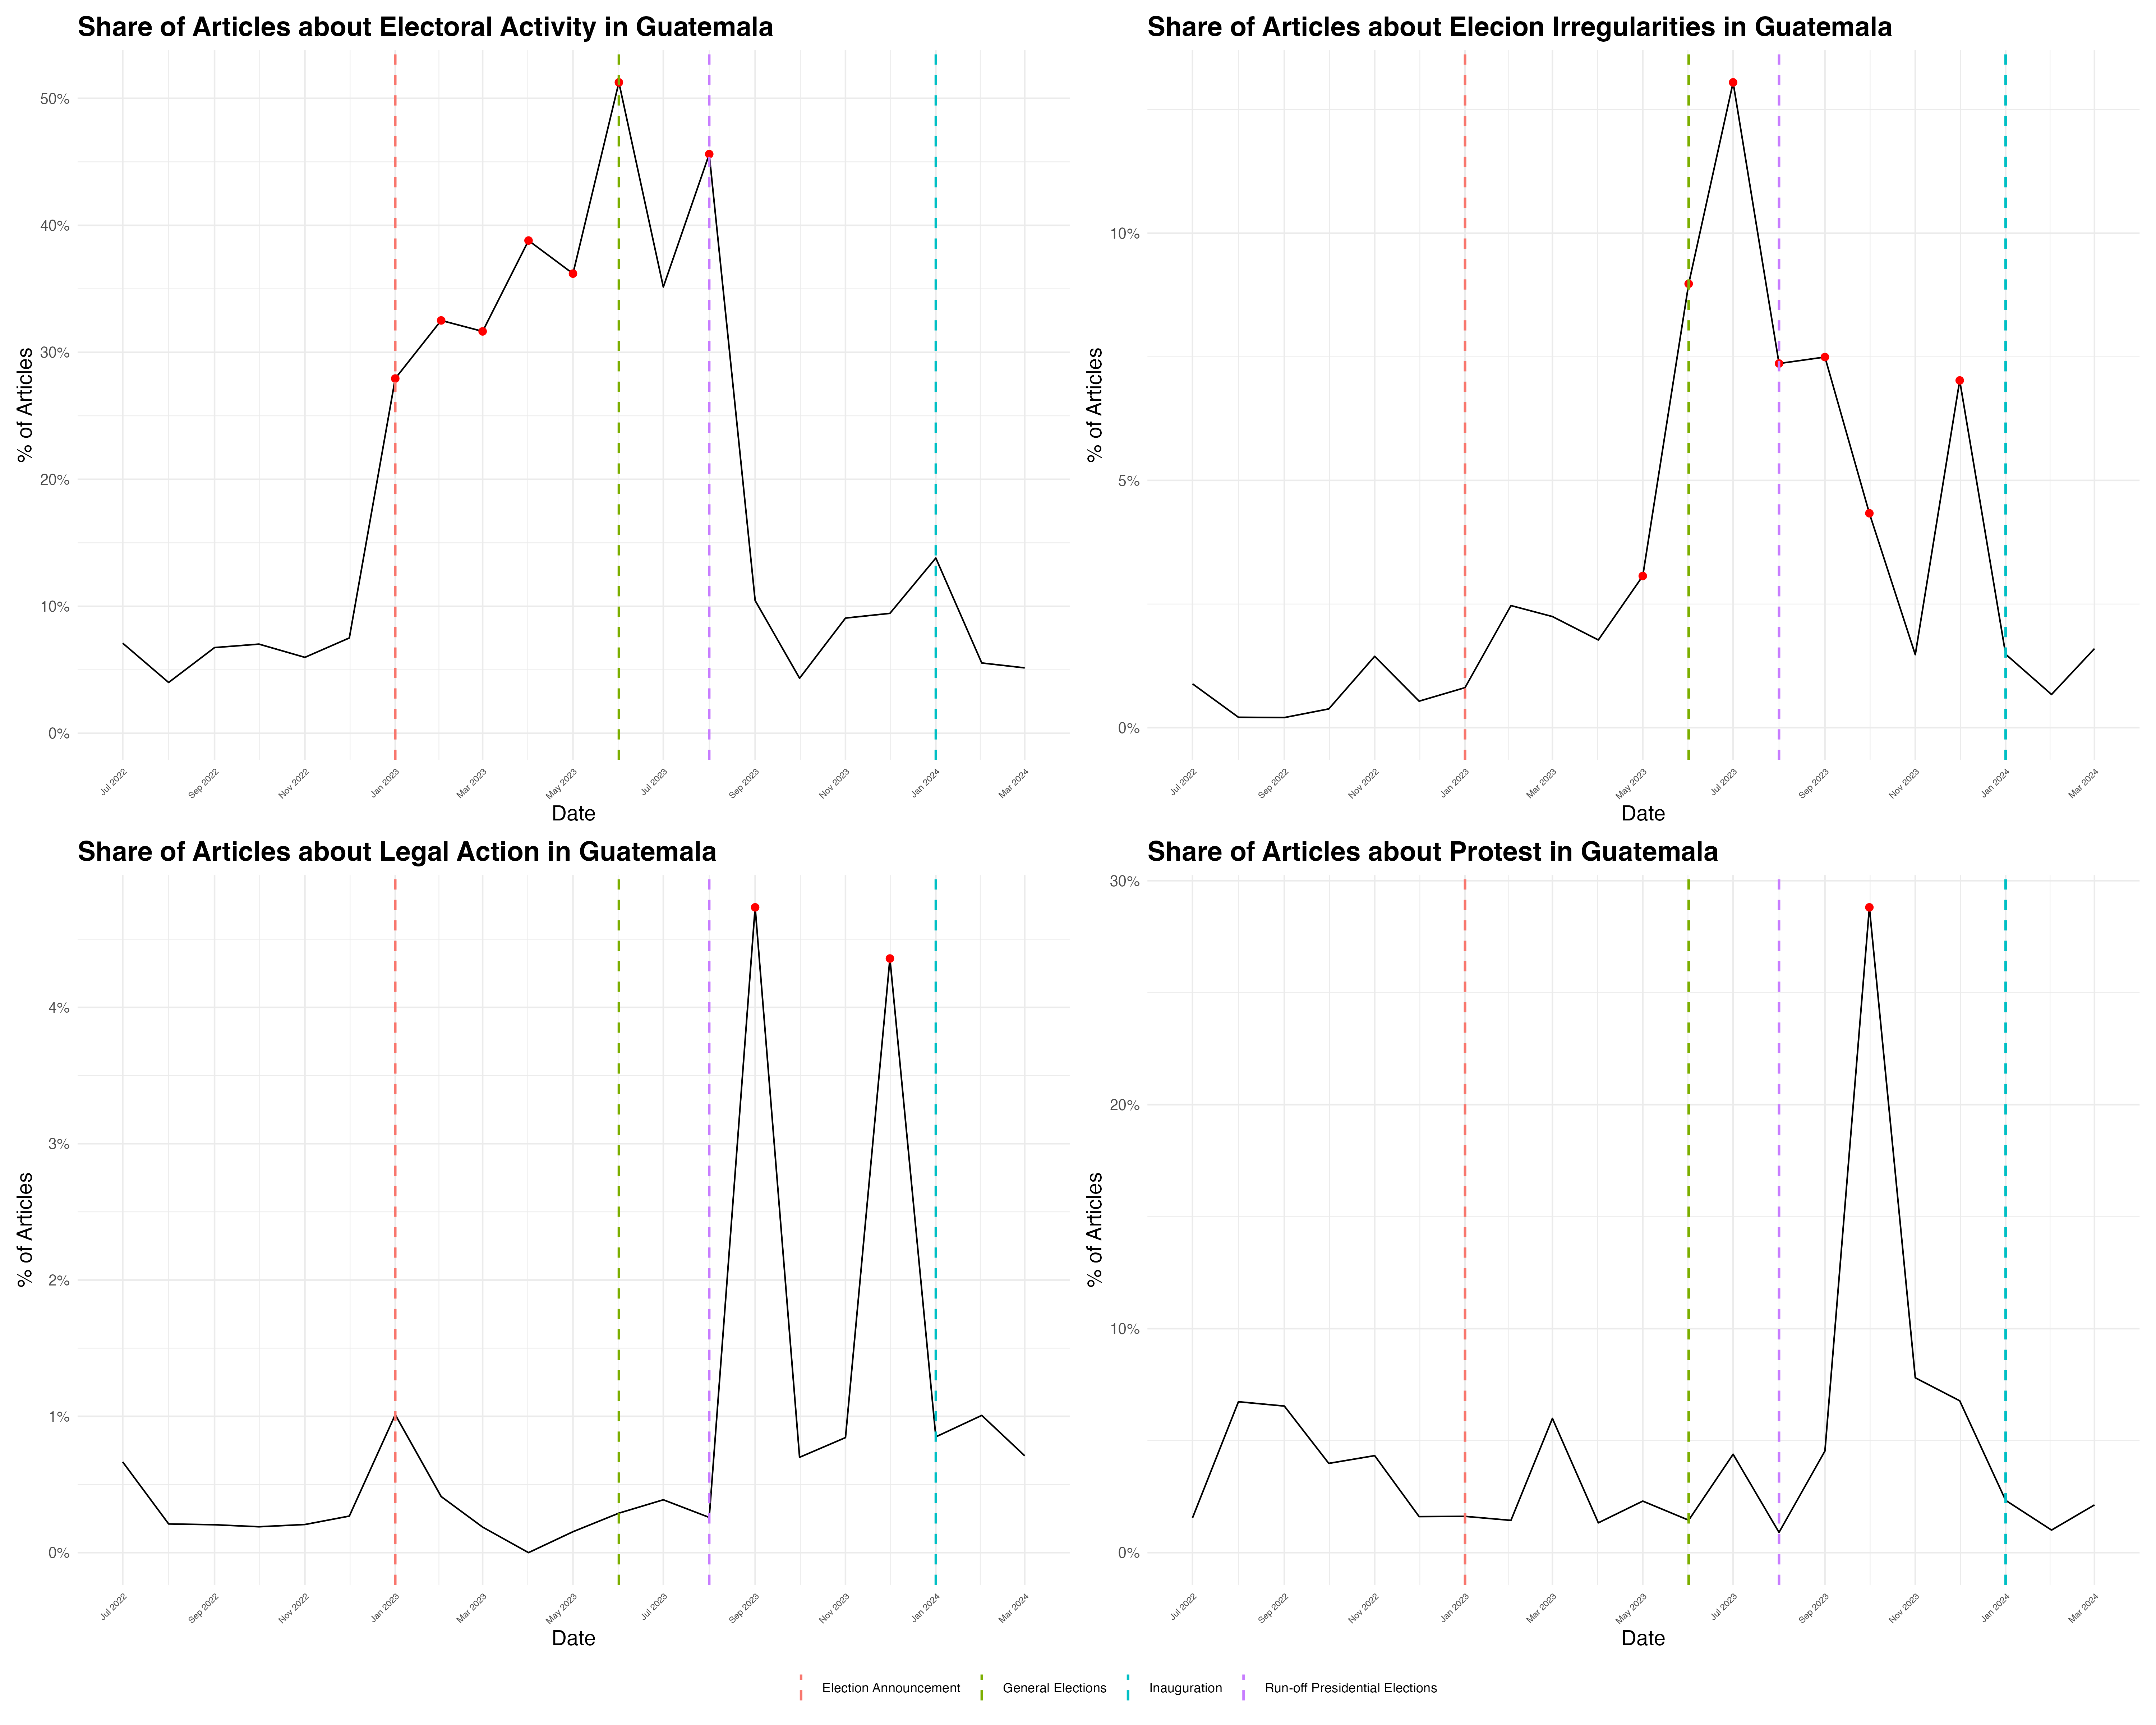 Share of Articles about Electoral Activity in Guatemala
% of Articles
50%
40%
30%
20%
10%
0%
Jul 2022
Sep 2022
Nov 2022
Jan 2023
Mar 2023
May 2023
Jul 2023
Sep 2023
Nov 2023
Jan 2024
Mar 2024
Date
Share of Articles about Elecion Irregularities in Guatemala
% of Articles
10%
5%
0%
Jul 2022
Sep 2022
Nov 2022
Jan 2023
Mar 2023
May 2023
Jul 2023
Sep 2023
Nov 2023
Jan 2024
Mar 2024
Date
Share of Articles about Legal Action in Guatemala
% of Articles
4%
3%
2%
1%
0%
Jul 2022
Sep 2022
Nov 2022
Jan 2023
Mar 2023
May 2023
Jul 2023
Sep 2023
Nov 2023
Jan 2024
Mar 2024
Date
Share of Articles about Protest in Guatemala
% of Articles
30%
20%
10%
0%
Jul 2022
Sep 2022
Nov 2022
Jan 2023
Mar 2023
May 2023
Jul 2023
Sep 2023
Nov 2023
Jan 2024
Mar 2024
Date
Election Announcement
General Elections
Inauguration
Run-off Presidential Elections